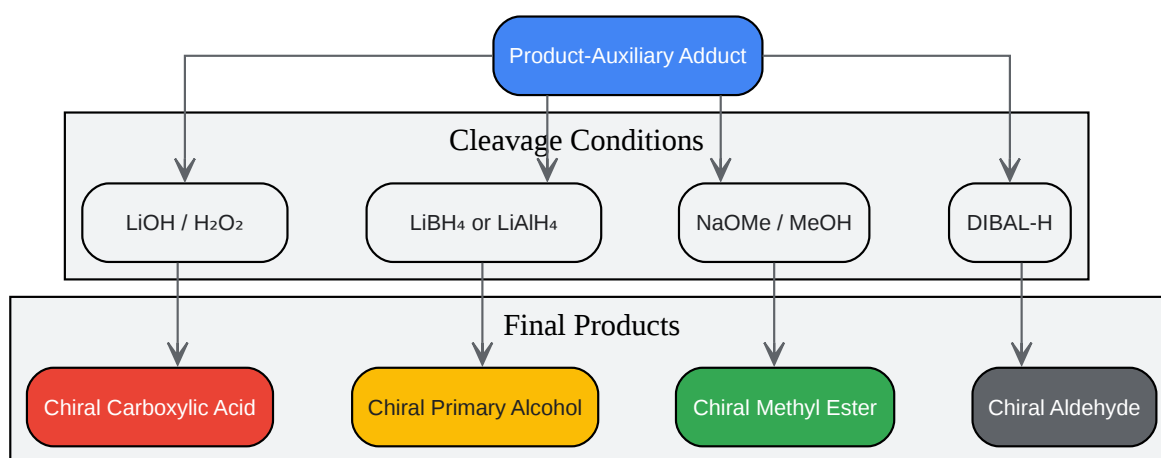 Product-Auxiliary Adduct
Cleavage Conditions
LiOH / H₂O₂
LiBH₄ or LiAlH₄
NaOMe / MeOH
DIBAL-H
Final Products
Chiral Carboxylic Acid
Chiral Primary Alcohol
Chiral Methyl Ester
Chiral Aldehyde